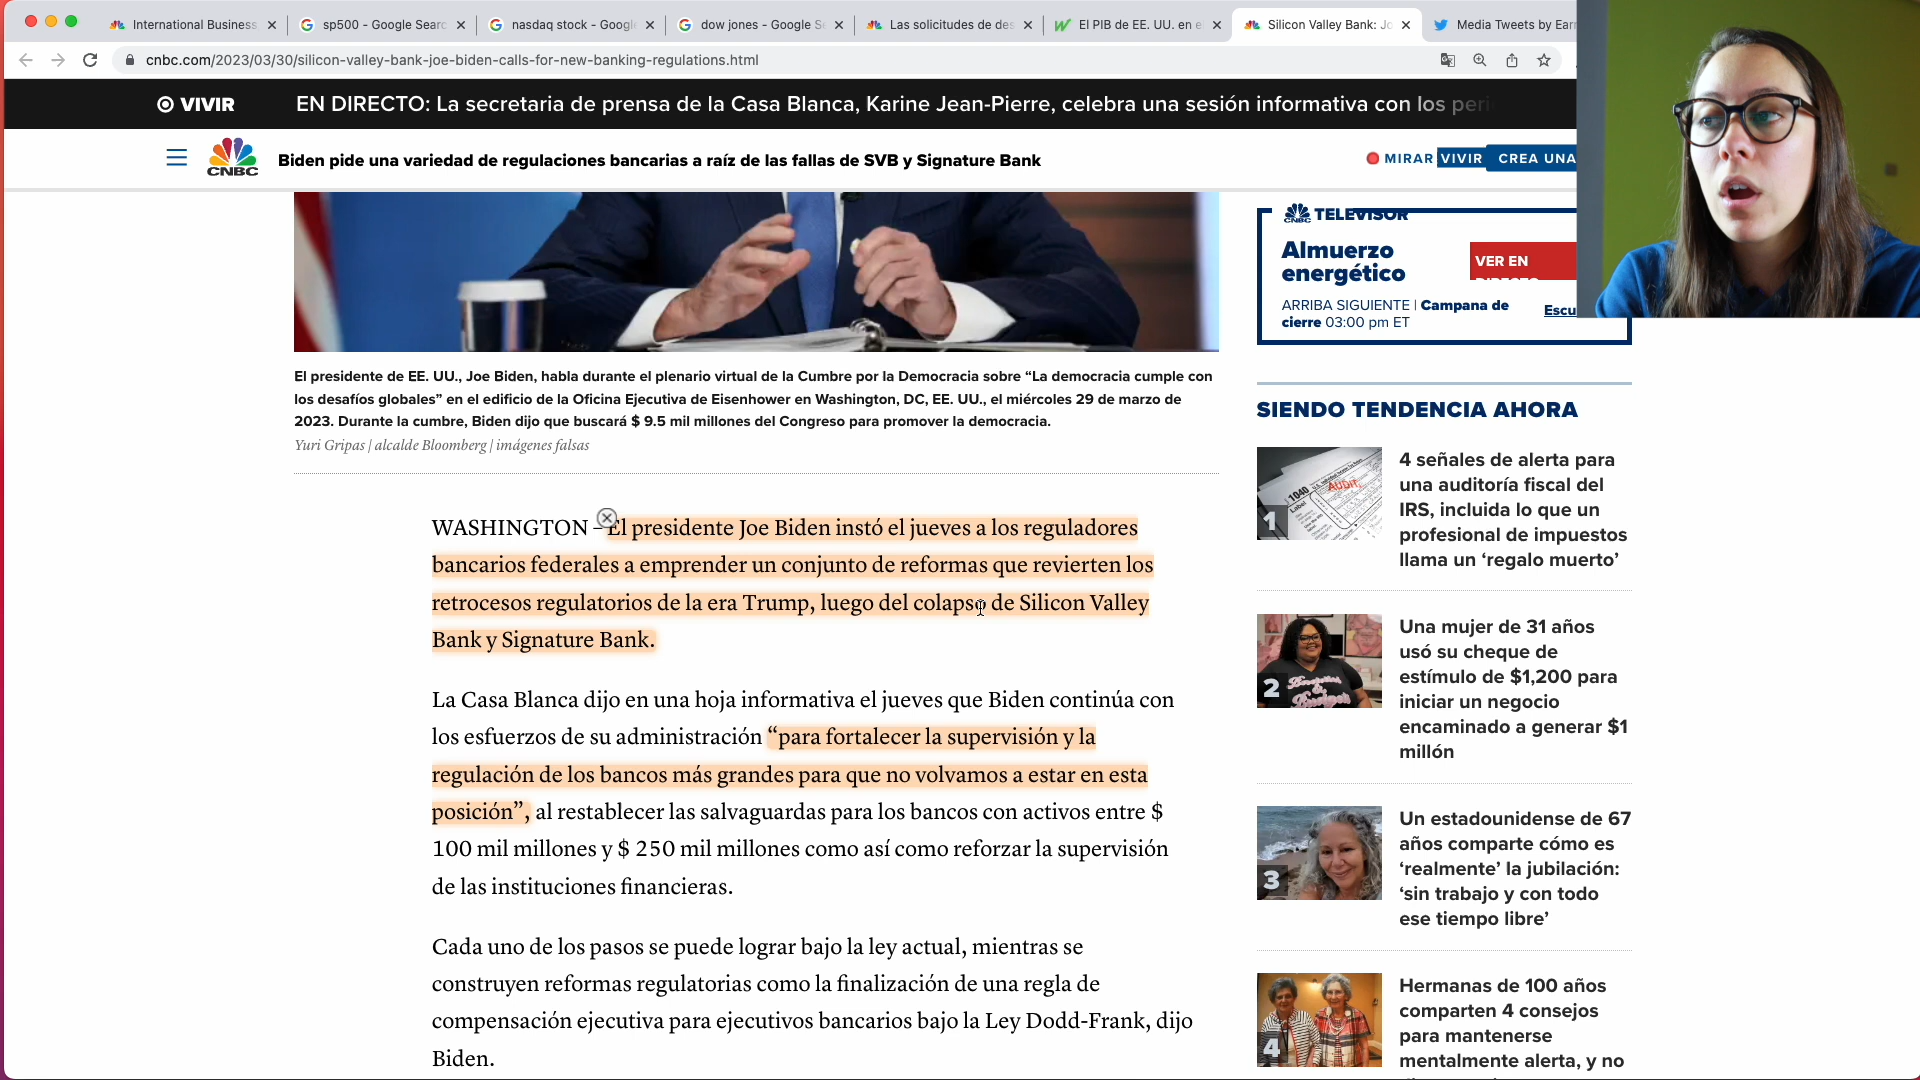 International Business
sp500 - Google Searc
nasdaq stock - Google
dow jones - Google Se
Las solicitudes de des
El PIB de EE. UU. en e
Silicon Valley Bank: Jo
Media Tweets by Earn
cnbc.com/2023/03/30/silicon-valley-bank-joe-biden-calls-for-new-banking-regulations.html
VIVIR
EN DIRECTO: La secretaria de prensa de la Casa Blanca, Karine Jean-Pierre, celebra una sesión informativa con los peri
CNBC
Biden pide una variedad de regulaciones bancarias a raíz de las fallas de SVB y Signature Bank
MIRAR VIVIR
CREA UNA
El presidente de EE. UU., Joe Biden, habla durante el plenario virtual de la Cumbre por la Democracia sobre “La democracia cumple con
los desafíos globales” en el edificio de la Oficina Ejecutiva de Eisenhower en Washington, DC, EE. UU., el miércoles 29 de marzo de
2023. Durante la cumbre, Biden dijo que buscará $ 9.5 mil millones del Congreso para promover la democracia.
Yuri Gripas | alcalde Bloomberg | imágenes falsas
WASHINGTON – El presidente Joe Biden instó el jueves a los reguladores
bancarios federales a emprender un conjunto de reformas que revierten los
retrocesos regulatorios de la era Trump, luego del colapso de Silicon Valley
Bank y Signature Bank.
La Casa Blanca dijo en una hoja informativa el jueves que Biden continúa con
los esfuerzos de su administración “para fortalecer la supervisión y la
regulación de los bancos más grandes para que no volvamos a estar en esta
posición”, al restablecer las salvaguardas para los bancos con activos entre $
100 mil millones y $ 250 mil millones como así como reforzar la supervisión
de las instituciones financieras.
Cada uno de los pasos se puede lograr bajo la ley actual, mientras se
construyen reformas regulatorias como la finalización de una regla de
compensación ejecutiva para ejecutivos bancarios bajo la Ley Dodd-Frank, dijo
Biden.
CNBC TELEVISOR
Almuerzo
energético
VER EN
DIRECTO
ARRIBA SIGUIENTE | Campana de
cierre 03:00 pm ET
Escu
SIENDO TENDENCIA AHORA
1040
AUDIT
1
4 señales de alerta para
una auditoría fiscal del
IRS, incluida lo que un
profesional de impuestos
llama un ‘regalo muerto’
2
Una mujer de 31 años
usó su cheque de
estímulo de $1,200 para
iniciar un negocio
encaminado a generar $1
millón
3
Un estadounidense de 67
años comparte cómo es
‘realmente’ la jubilación:
‘sin trabajo y con todo
ese tiempo libre’
4
Hermanas de 100 años
comparten 4 consejos
para mantenerse
mentalmente alerta, y no